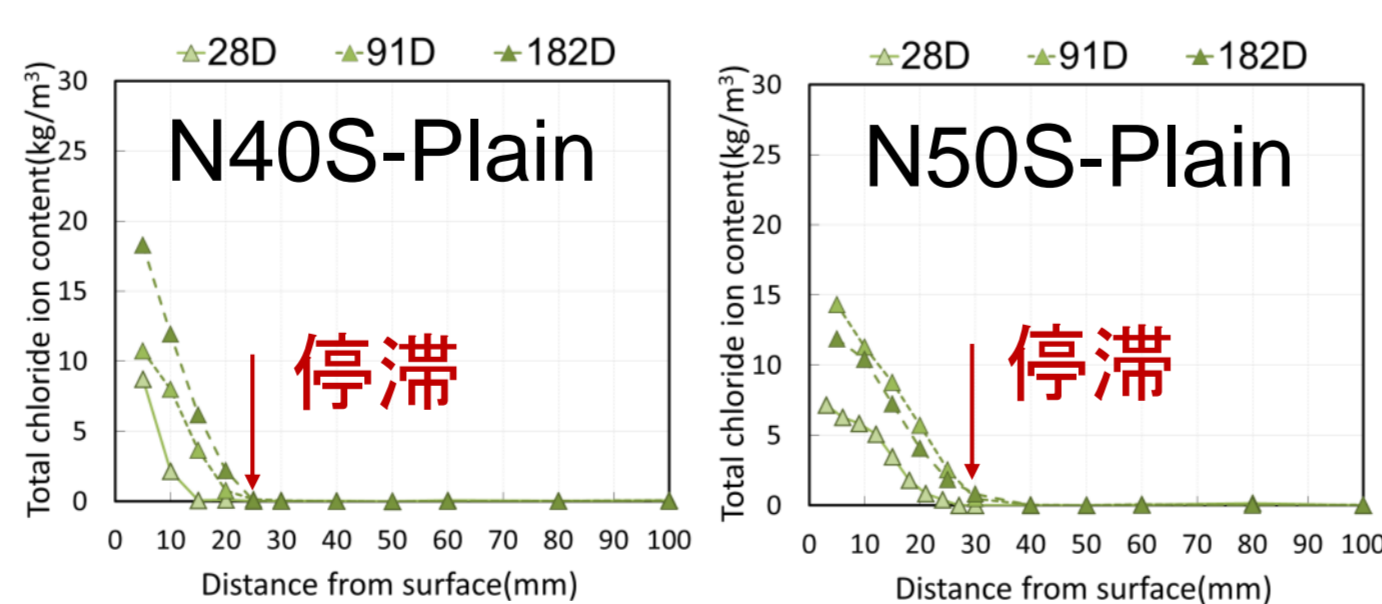 28D 91D 182D
N40S-Plain
停滞
Total chloride ion content(kg/m³)
30
25
20
15
10
5
0
0 10 20 30 40 50 60 70 80 90 100
Distance from surface(mm)
28D 91D 182D
N50S-Plain
停滞
Total chloride ion content(kg/m³)
30
25
20
15
10
5
0
0 10 20 30 40 50 60 70 80 90 100
Distance from surface(mm)